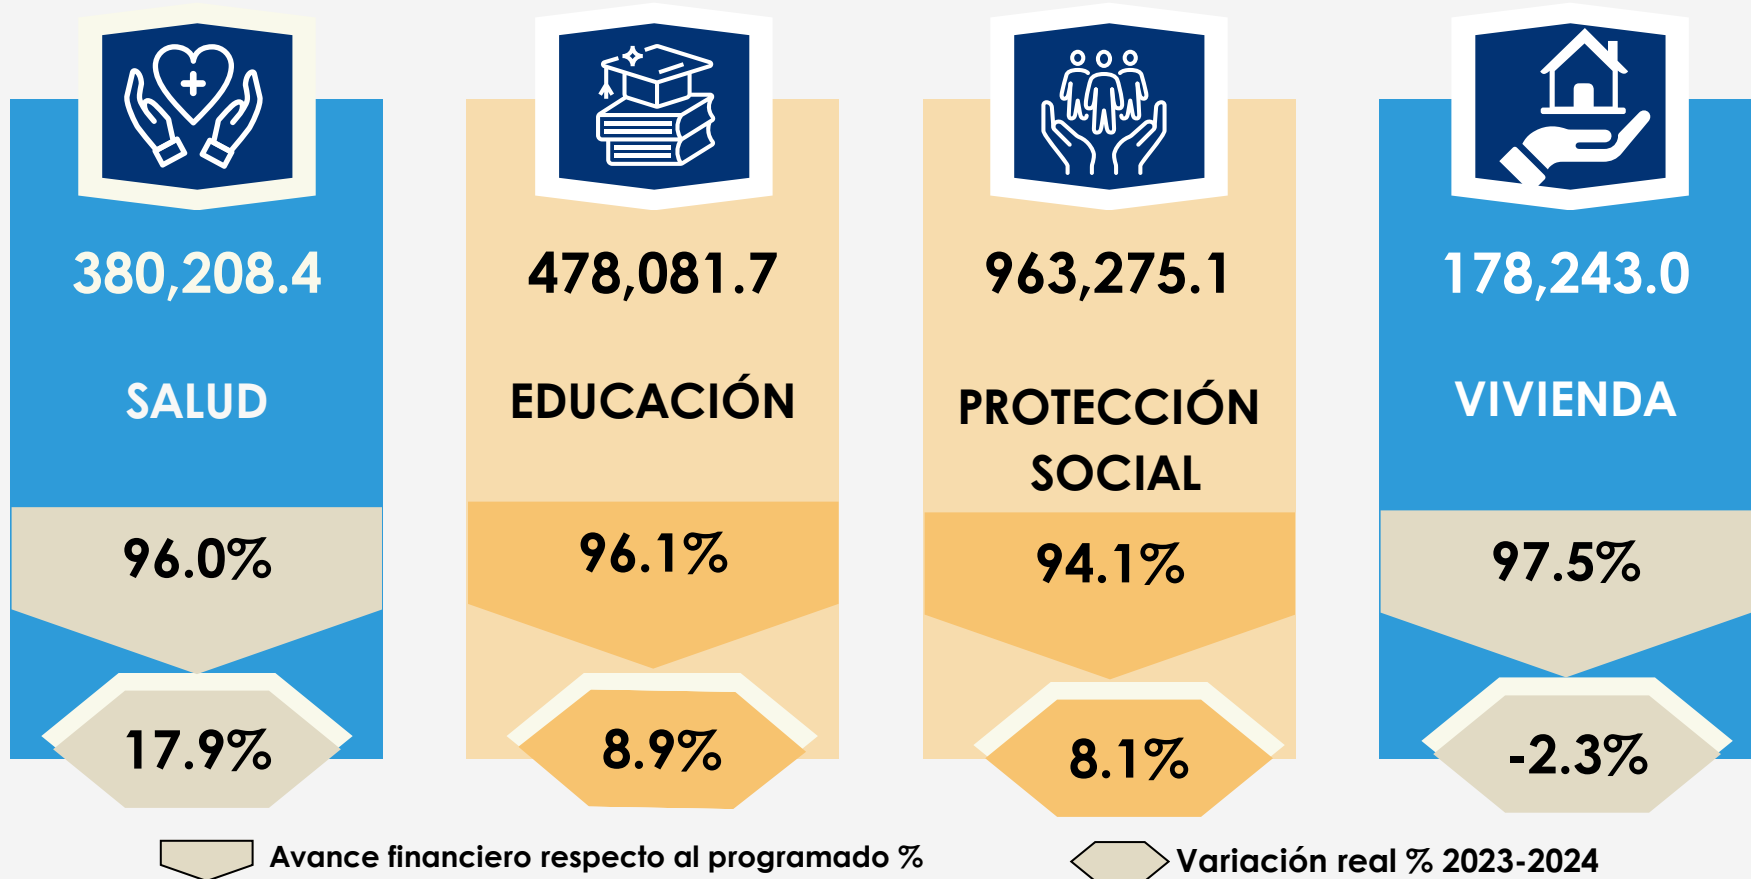 380,208.4
SALUD
96.0%
17.9%
478,081.7
EDUCACIÓN
96.1%
8.9%
963,275.1
PROTECCIÓN
SOCIAL
94.1%
8.1%
178,243.0
VIVIENDA
97.5%
-2.3%
Avance financiero respecto al programado %
Variación real % 2023-2024